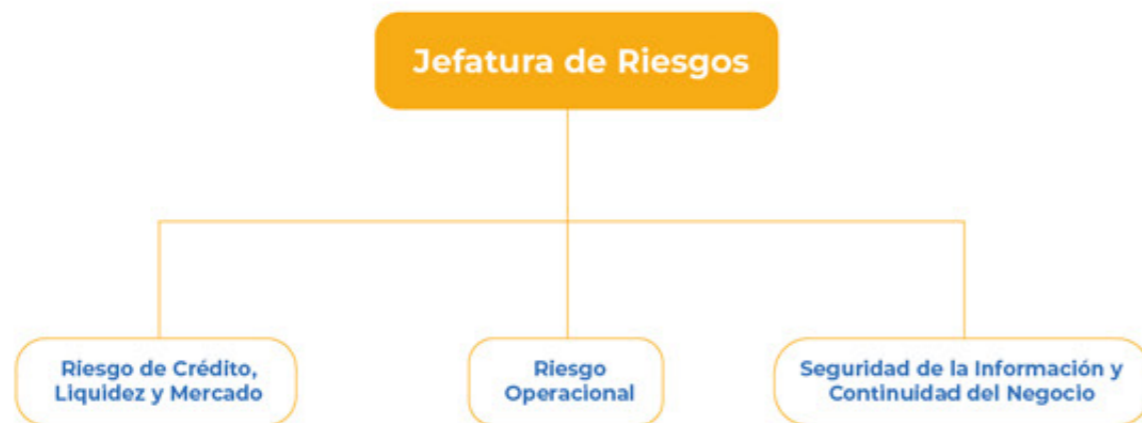 Jefatura de Riesgos
Riesgo de Crédito,
Liquidez y Mercado
Riesgo
Operacional
Seguridad de la Información y
Continuidad del Negocio